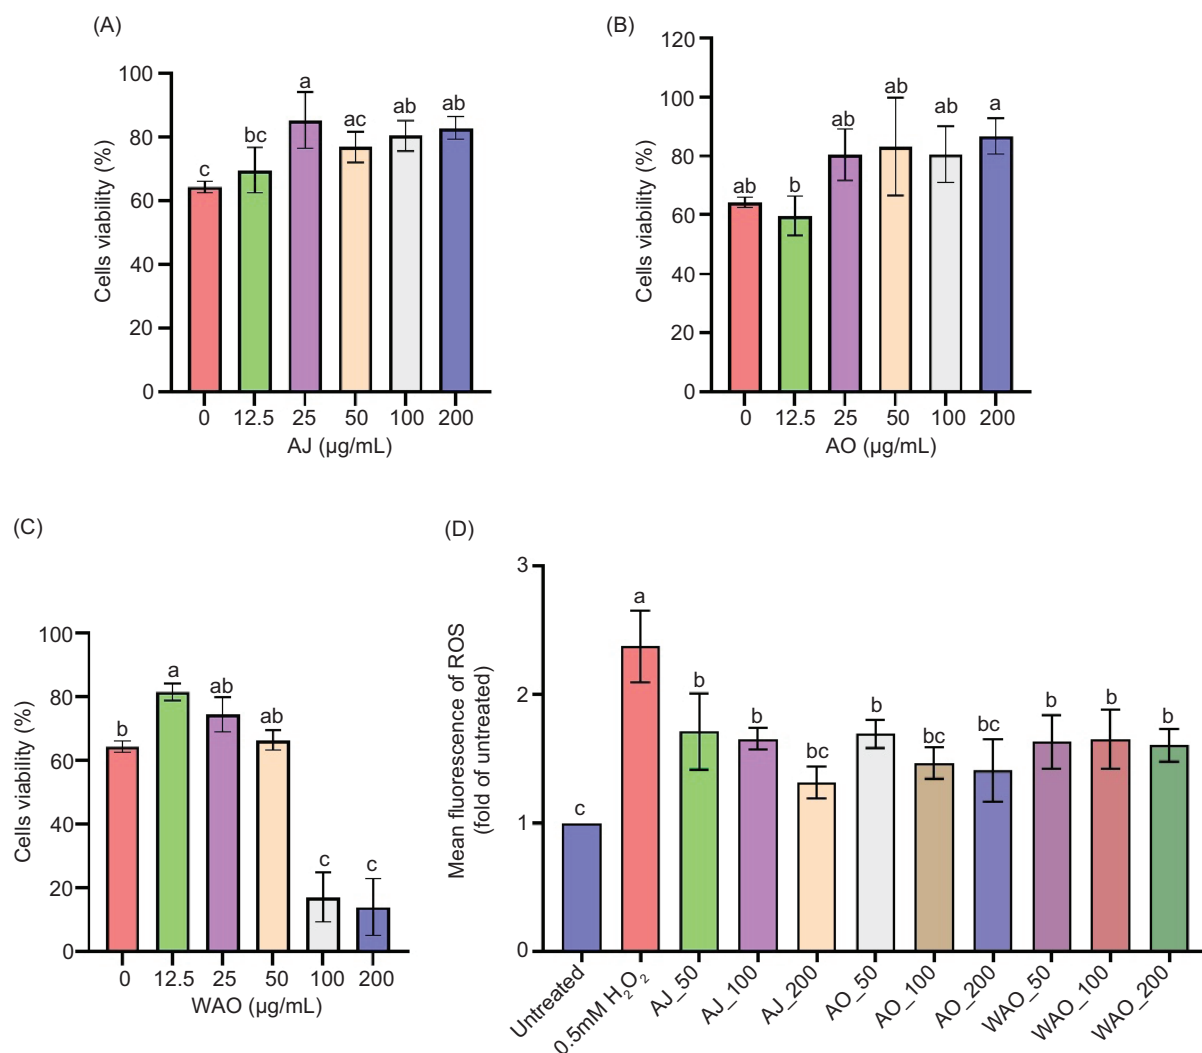 (A)
Cells viability (%)
100
80
60
40
20
0
c
bc
a
ac
ab
ab
0 12.5 25 50 100 200
AJ (µg/mL)
(B)
Cells viability (%)
120
100
80
60
40
20
0
ab
b
ab
ab
ab
a
0 12.5 25 50 100 200
AO (µg/mL)
(C)
Cells viability (%)
100
80
60
40
20
0
b
a
ab
ab
c
c
0 12.5 25 50 100 200
WAO (µg/mL)
(D)
Mean fluorescence of ROS
(fold of untreated)
3
2
1
0
c
a
b
b
bc
b
bc
bc
b
b
b
Untreated
0.5mM H₂O₂
AJ_50
AJ_100
AJ_200
AO_50
AO_100
AO_200
WAO_50
WAO_100
WAO_200